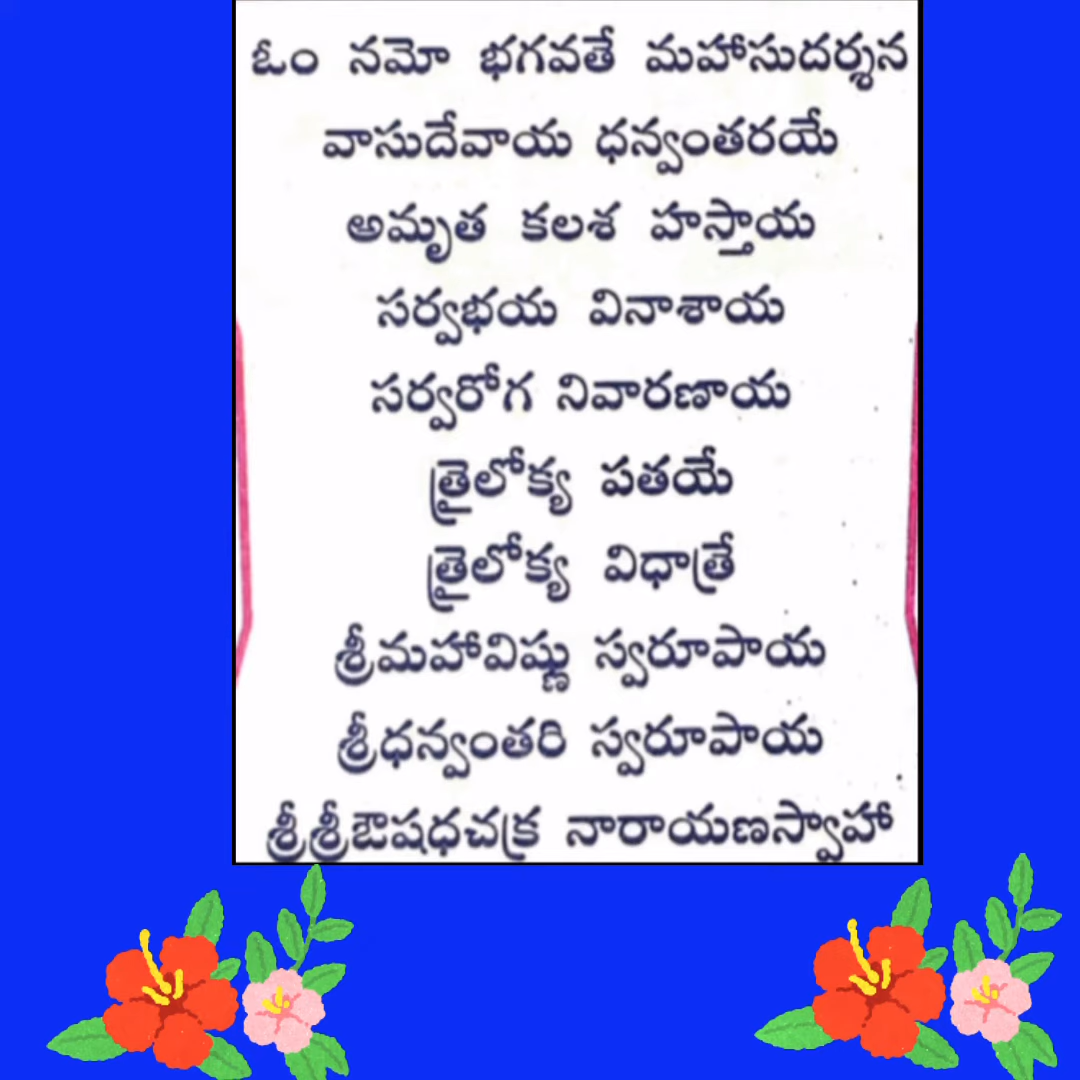 ఓం నమో భగవతే మహాసుదర్శన
వాసుదేవాయ ధన్వంతరయే
అమృత కలశ హస్తాయ
సర్వభయ వినాశాయ
సర్వరోగ నివారణాయ
త్రైలోక్య పతయే
త్రైలోక్య విధాత్రే
శ్రీమహావిష్ణు స్వరూపాయ
శ్రీధన్వంతరి స్వరూపాయ
శ్రీశ్రీఔషధచక్ర నారాయణస్వాహా